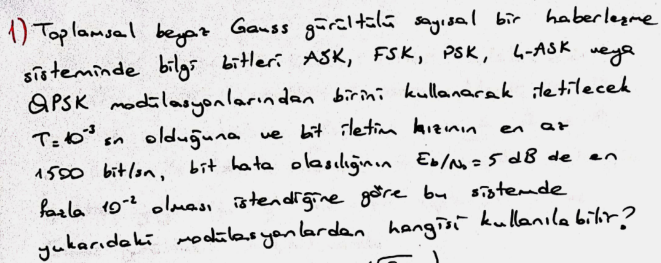 1) Toplamsal beyaz Gauss gürültülü sayısal bir haberleşme
sisteminde bilgi bitleri ASK, FSK, PSK, 4-ASK veya
QPSK modülasyonlarından birini kullanarak iletilecek
T=10⁻³ sn olduğuna ve bit iletim hızının en az
1500 bit/sn, bit hata olasılığının Eb/N₀ = 5 dB de en
fazla 10⁻² olması istendiğine göre bu sistemde
yukarıdaki modülasyonlardan hangisi kullanılabilir?